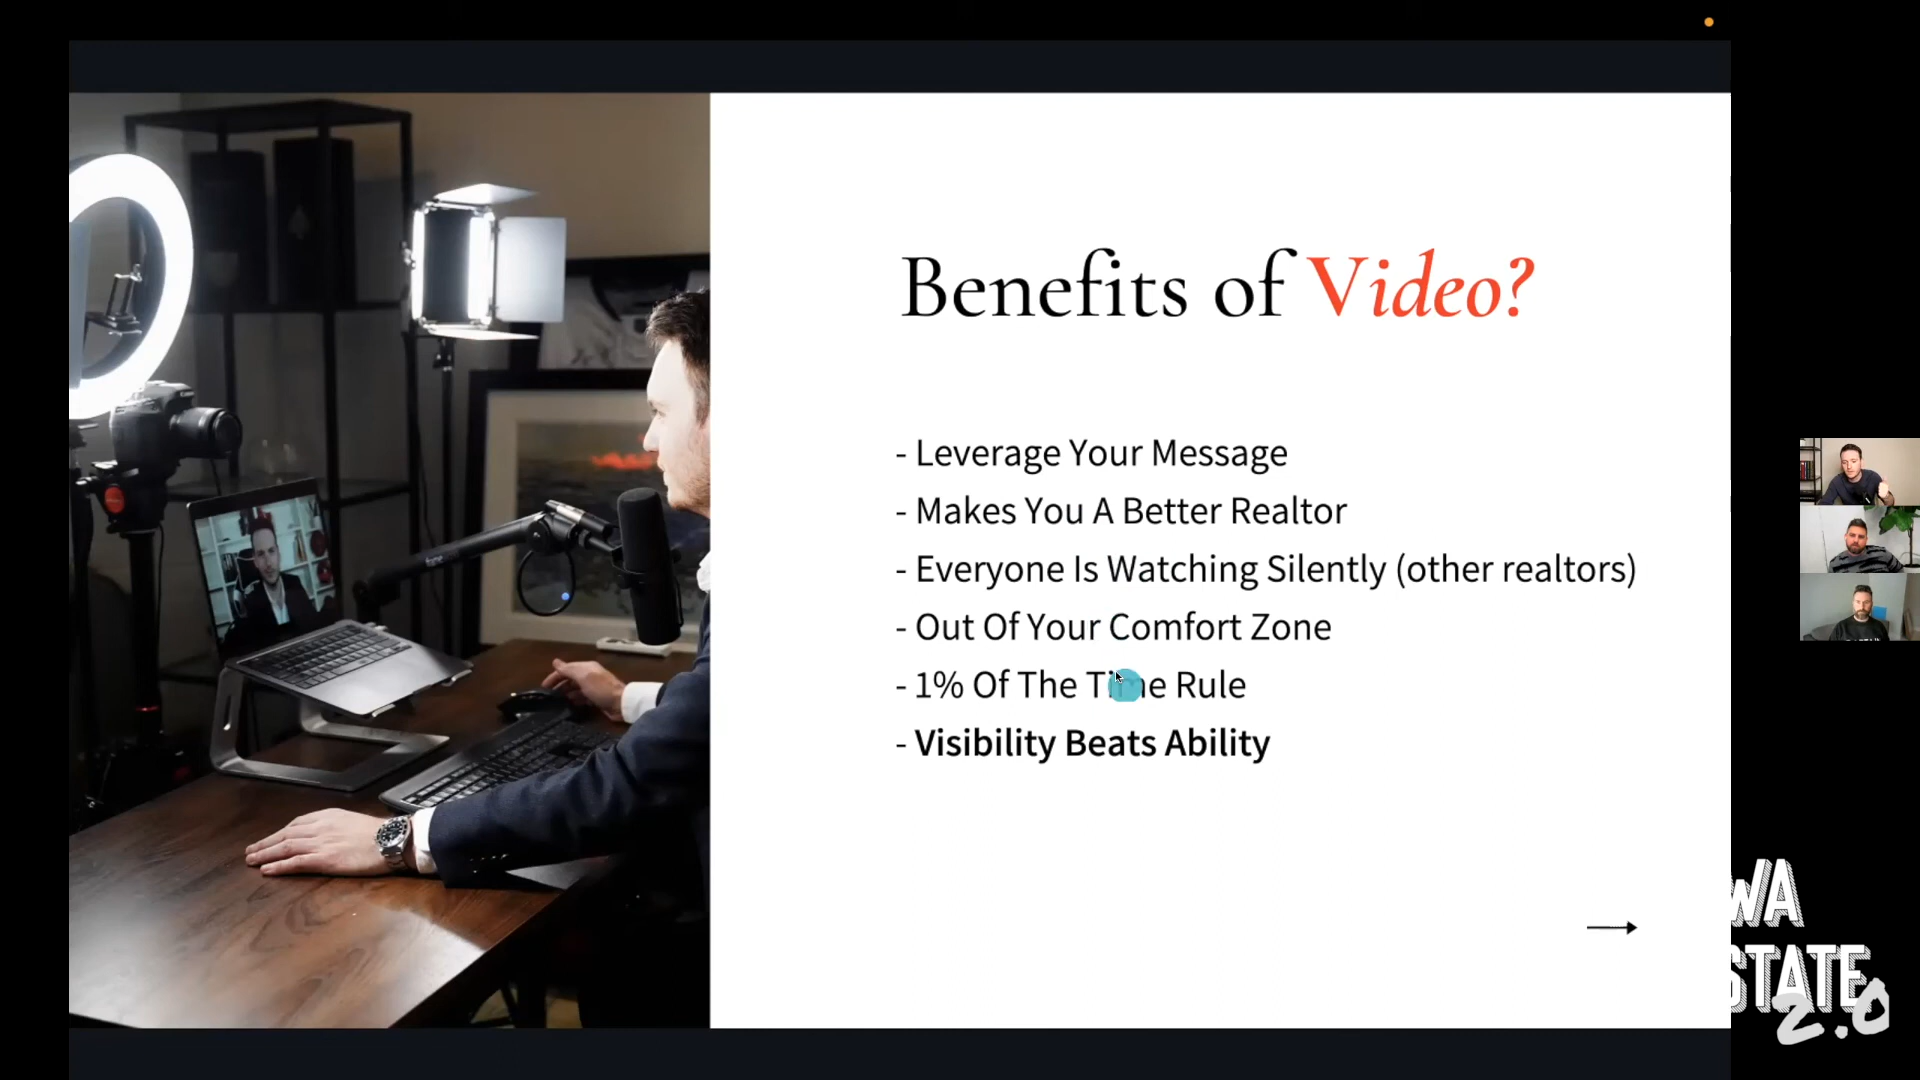 Benefits of Video?
- Leverage Your Message
- Makes You A Better Realtor
- Everyone Is Watching Silently (other realtors)
- Out Of Your Comfort Zone
- 1% Of The Time Rule
- Visibility Beats Ability
WA
STATE
2.0